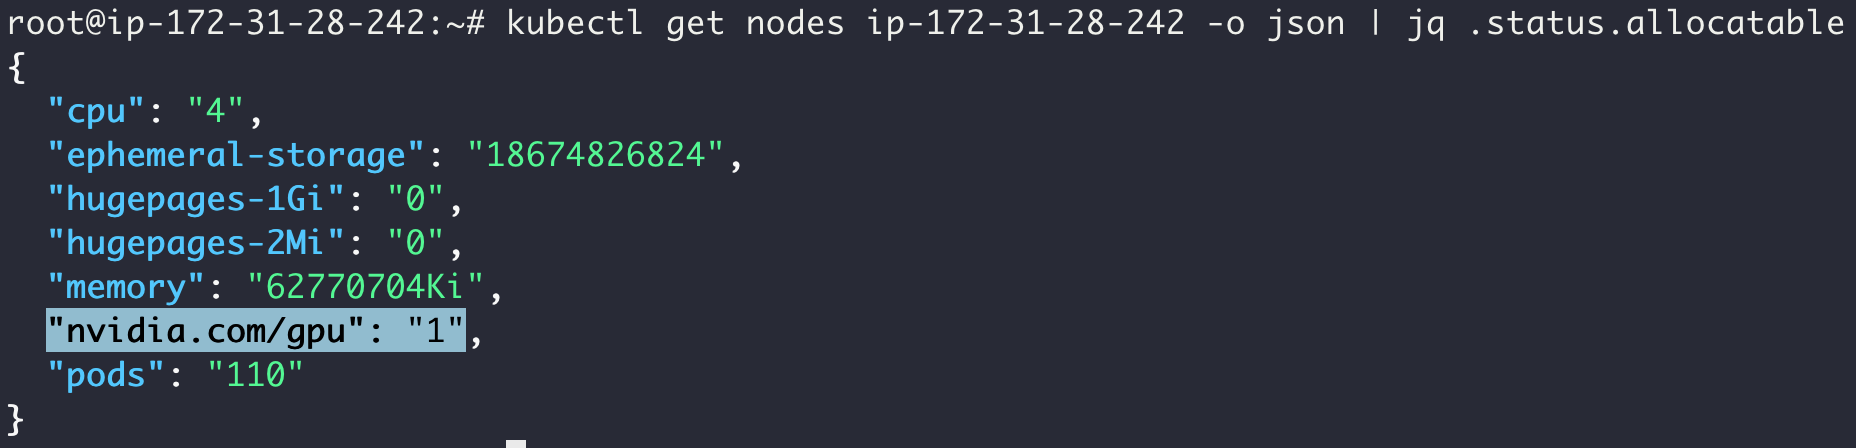 root@ip-172-31-28-242:~# kubectl get nodes ip-172-31-28-242 -o json | jq .status.allocatable
{
  "cpu": "4",
  "ephemeral-storage": "18674826824",
  "hugepages-1Gi": "0",
  "hugepages-2Mi": "0",
  "memory": "62770704Ki",
  "nvidia.com/gpu": "1",
  "pods": "110"
}